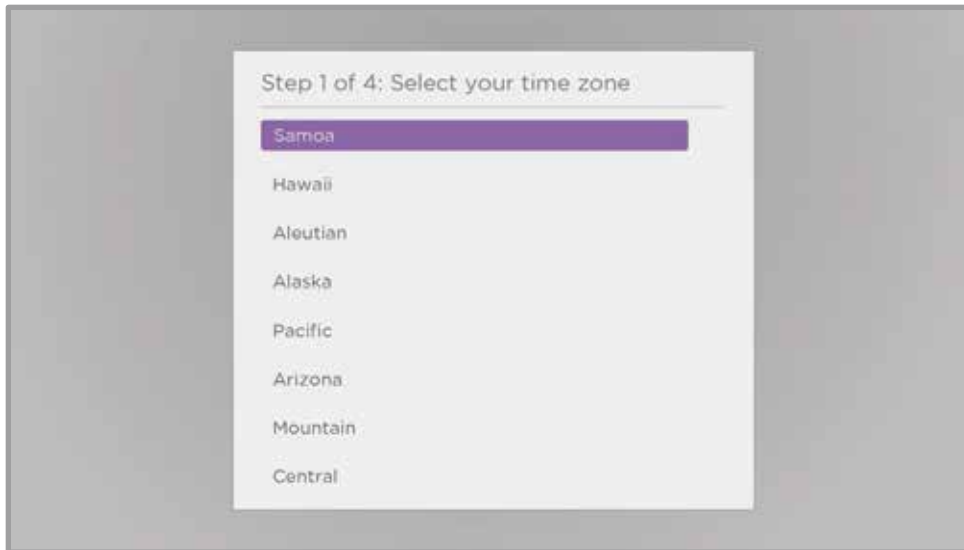 Step 1 of 4: Select your time zone
Samoa
Hawaii
Aleutian
Alaska
Pacific
Arizona
Mountain
Central